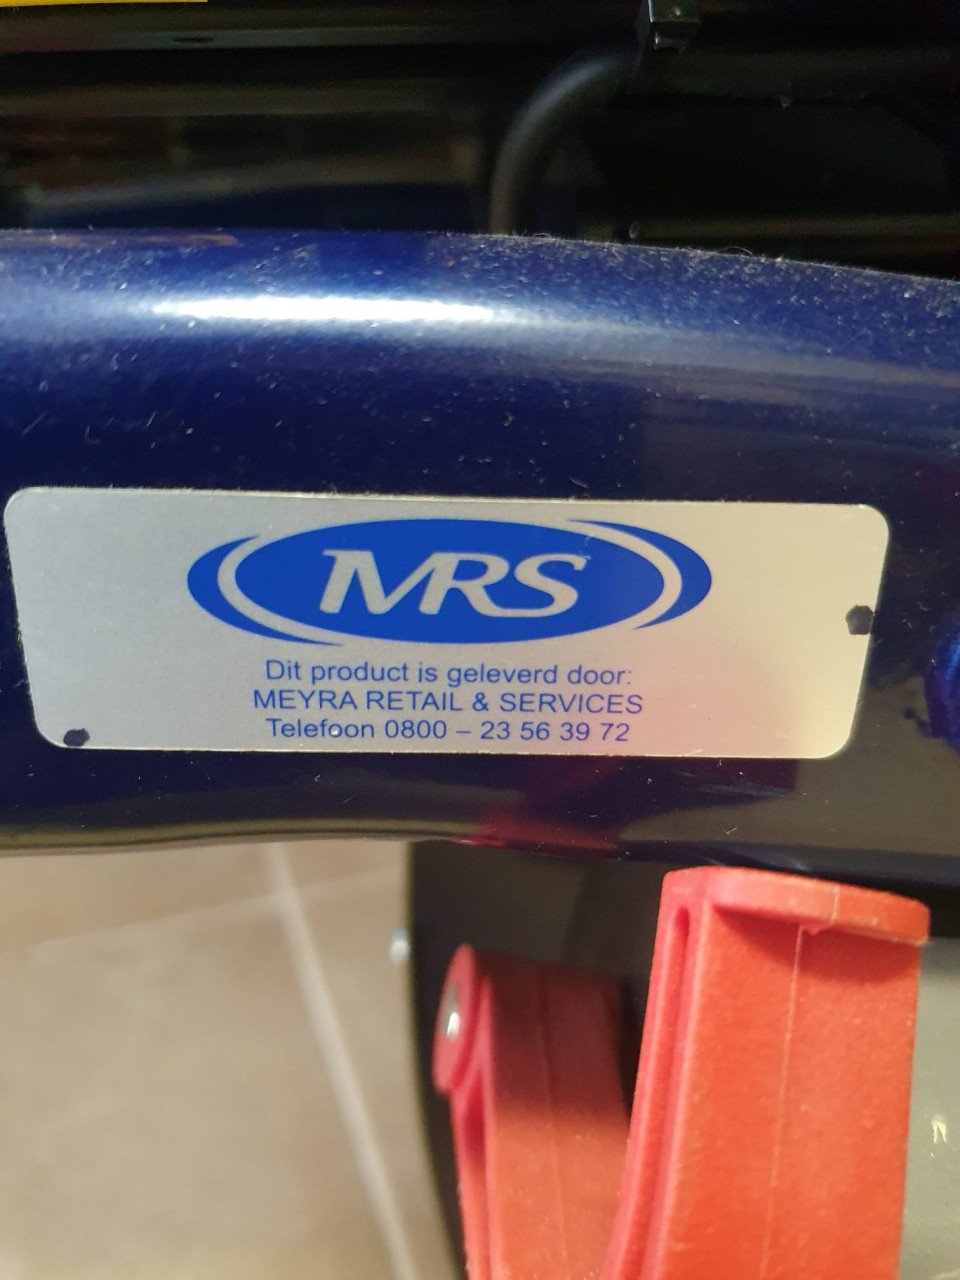 MRS
Dit product is geleverd door:
MEYRA RETAIL & SERVICES
Telefoon 0800 – 23 56 39 72